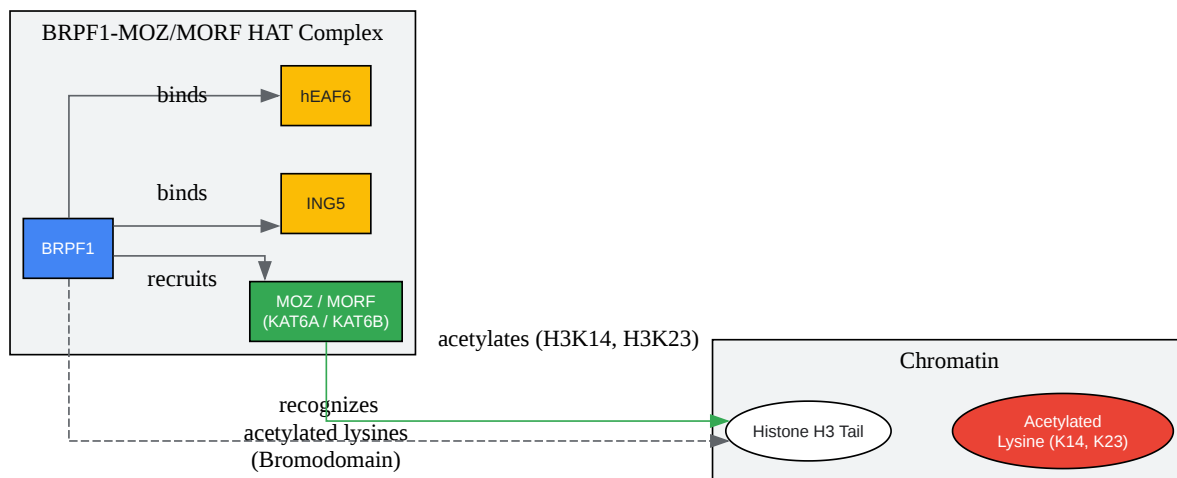 BRPF1-MOZ/MORF HAT Complex
binds
hEAF6
binds
ING5
BRPF1
recruits
MOZ / MORF
(KAT6A / KAT6B)
acetylates (H3K14, H3K23)
Chromatin
recognizes
acetylated lysines
(Bromodomain)
Histone H3 Tail
Acetylated
Lysine (K14, K23)